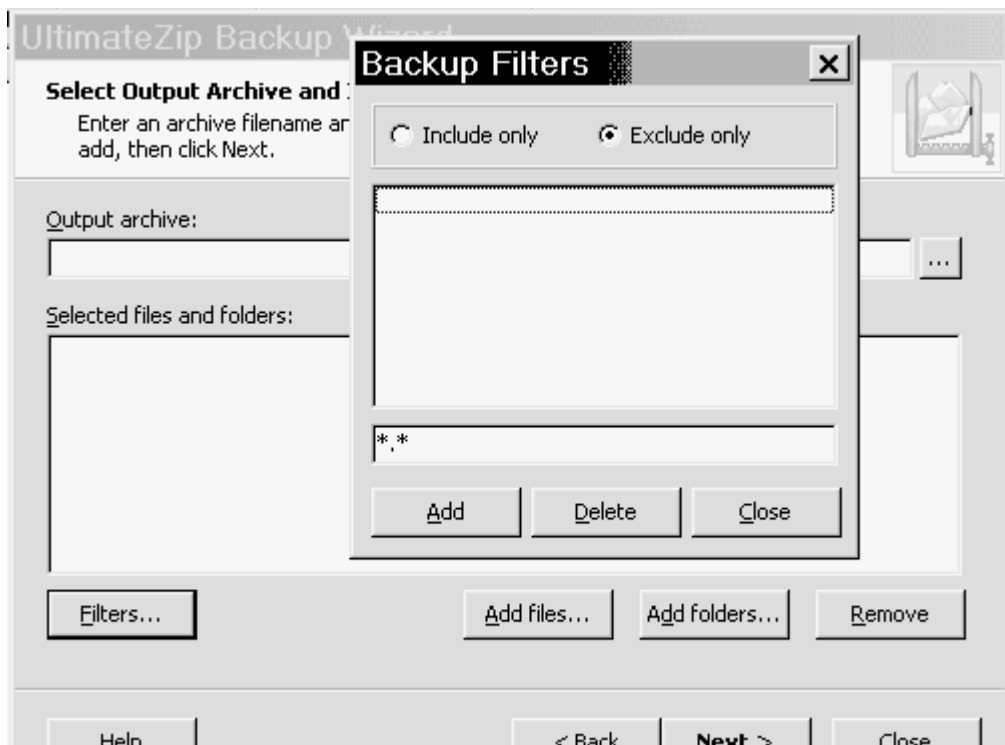 UltimateZip Backup Wizard
Backup Filters
Select Output Archive and
Enter an archive filename an
add, then click Next.
Include only
Exclude only
Output archive:
...
Selected files and folders:
*.*
Add
Delete
Close
Filters...
Add files...
Add folders...
Remove
Help
< Back
Next >
Close